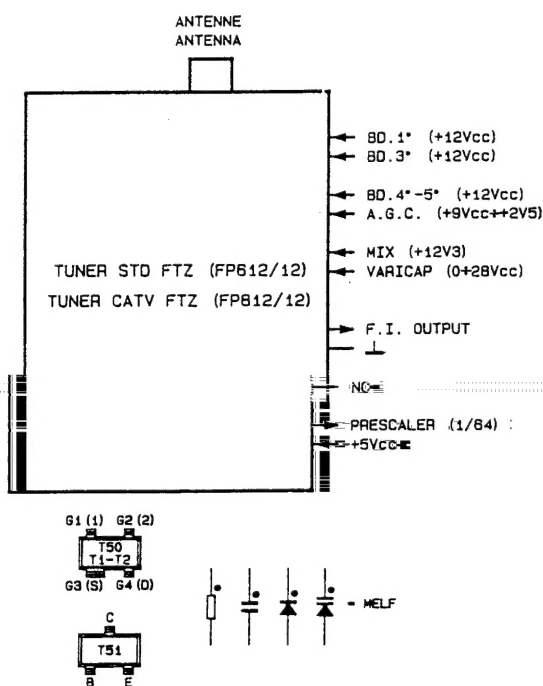 ANTENNE
ANTENNA
BD.1° (+12Vcc)
BD.3° (+12Vcc)
BD.4°-5° (+12Vcc)
A.G.C. (+9Vcc++2V5)
MIX (+12V3)
TUNER STD FTZ (FP612/12)
VARICAP (0+28Vcc)
TUNER CATV FTZ (FP812/12)
F.I. OUTPUT
NC
PRESCALER (1/64)
+5Vcc
G1 (1) G2 (2)
T50
T1-T2
G3 (S) G4 (D)
- MELF
C
T51
B E